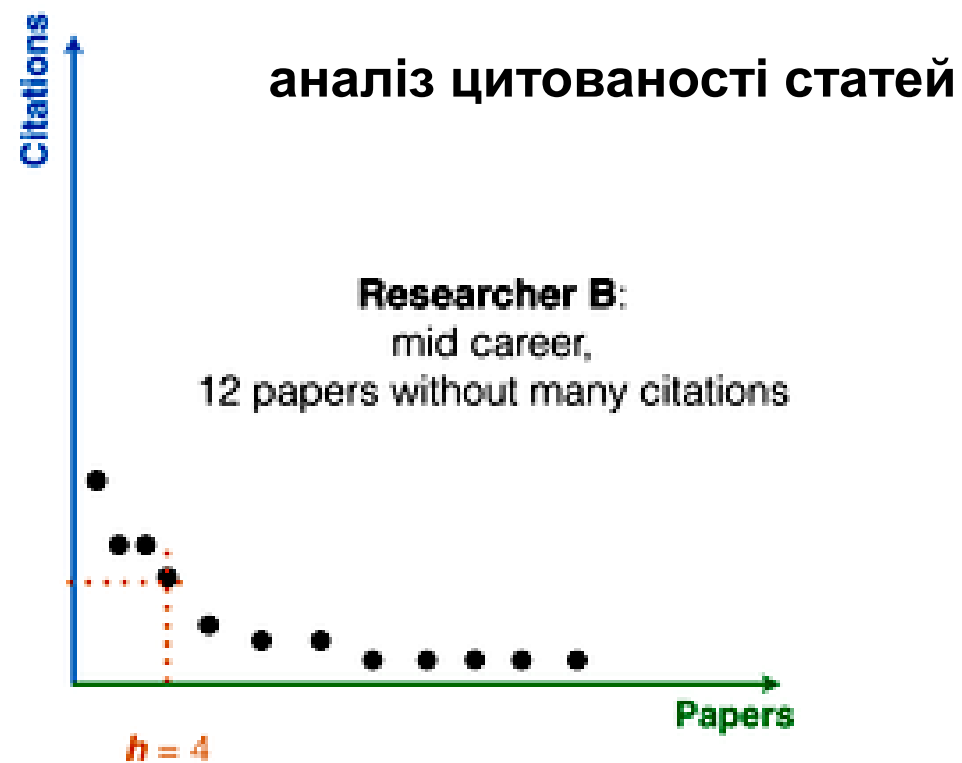 Citations
аналіз цитованості статей
Researcher B:
mid career,
12 papers without many citations
Papers
h = 4